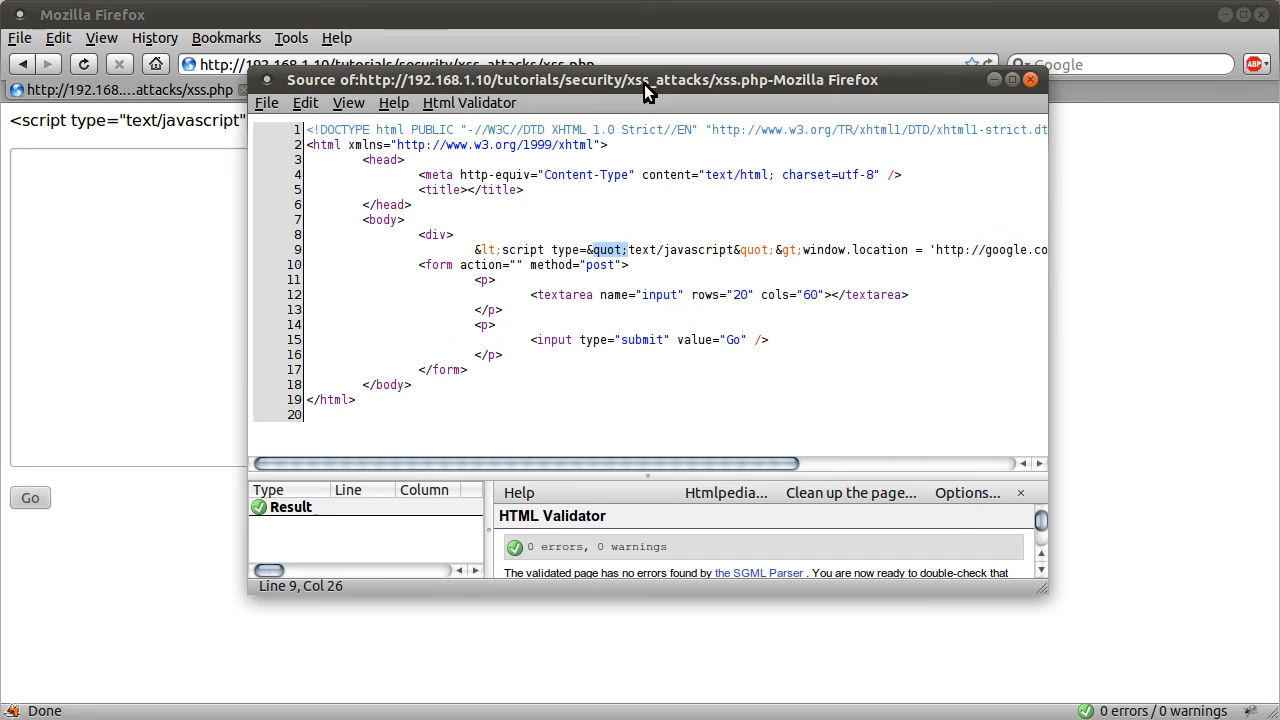 Mozilla Firefox
File Edit View History Bookmarks Tools Help
http://192.168.1.10/tutorials/security/xss_attacks/xss.php
Google
ABP
http://192.168....attacks/xss.php
<script type="text/javascript"
Go
Source of:http://192.168.1.10/tutorials/security/xss_attacks/xss.php-Mozilla Firefox
File Edit View Help Html Validator
1 <!DOCTYPE html PUBLIC "-//W3C//DTD XHTML 1.0 Strict//EN" "http://www.w3.org/TR/xhtml1/DTD/xhtml1-strict.dt
2 <html xmlns="http://www.w3.org/1999/xhtml">
3 <head>
4 <meta http-equiv="Content-Type" content="text/html; charset=utf-8" />
5 <title></title>
6 </head>
7 <body>
8 <div>
9 &lt;script type=&quot;text/javascript&quot;&gt;window.location = 'http://google.co
10 <form action="" method="post">
11 <p>
12 <textarea name="input" rows="20" cols="60"></textarea>
13 </p>
14 <p>
15 <input type="submit" value="Go" />
16 </p>
17 </form>
18 </body>
19 </html>
20
Type Line Column
Result
Help Htmlpedia... Clean up the page... Options... ×
HTML Validator
0 errors, 0 warnings
The validated page has no errors found by the SGML Parser . You are now ready to double-check that
Line 9, Col 26
Done
0 errors / 0 warnings